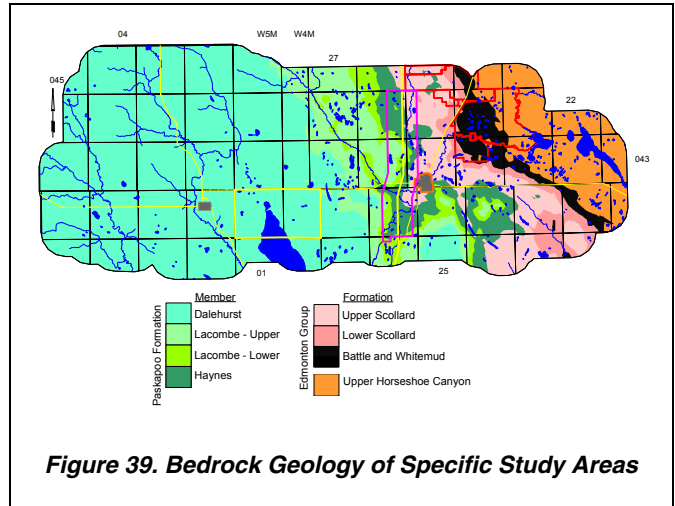 04
W5M
W4M
27
045
22
043
01
25
Member
Formation
Paskapoo Formation
Dalehurst
Lacombe - Upper
Lacombe - Lower
Haynes
Edmonton Group
Upper Scollard
Lower Scollard
Battle and Whitemud
Upper Horseshoe Canyon
Figure 39. Bedrock Geology of Specific Study Areas